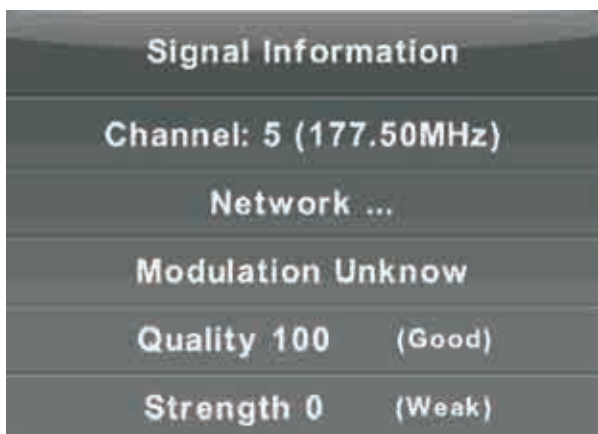 Signal Information
Channel: 5 (177.50MHz)
Network ...
Modulation Unknow
Quality 100 (Good)
Strength 0 (Weak)